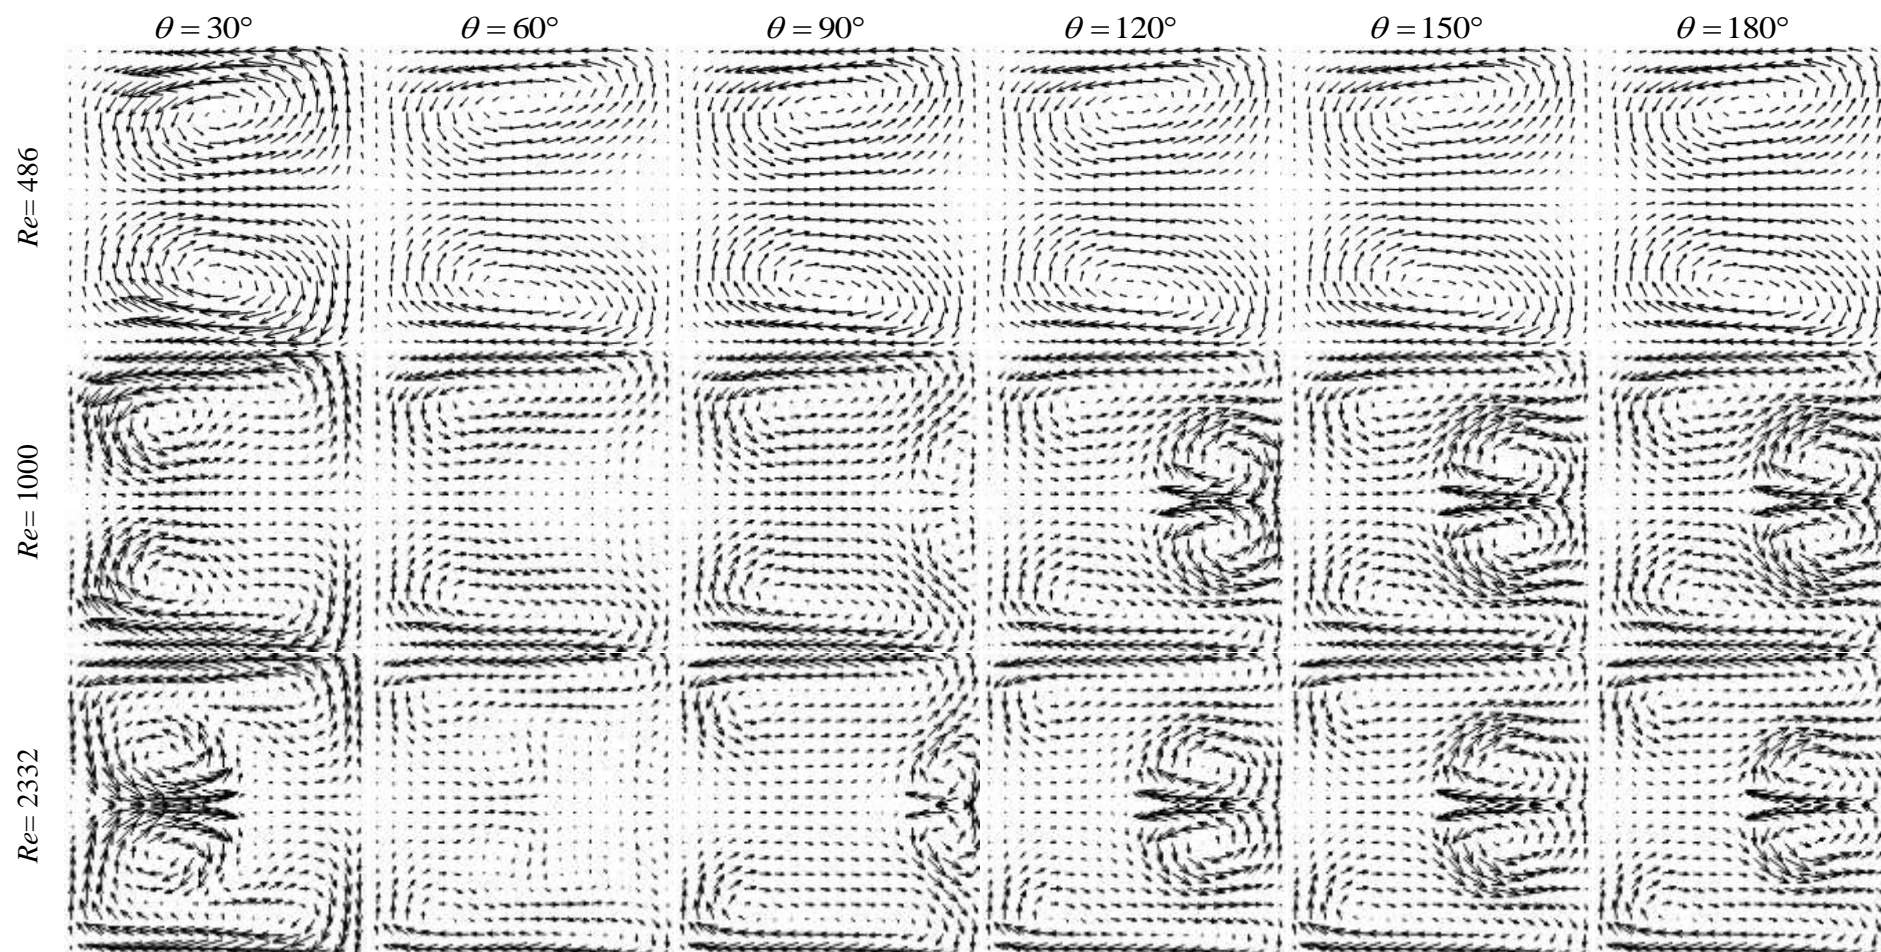 θ = 30° θ = 60° θ = 90° θ = 120° θ = 150° θ = 180°
Re= 486
Re= 1000
Re= 2332